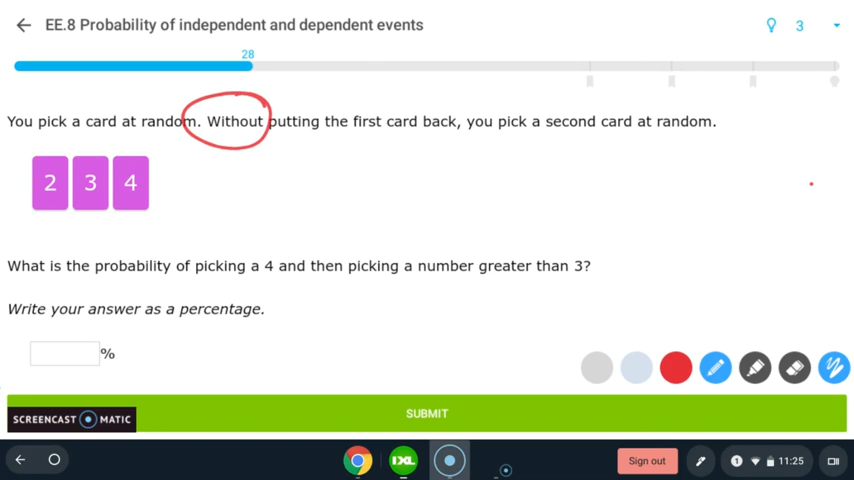 EE.8 Probability of independent and dependent events
3
28
You pick a card at random. Without putting the first card back, you pick a second card at random.
2 3 4
What is the probability of picking a 4 and then picking a number greater than 3?
Write your answer as a percentage.
%
SUBMIT
SCREENCAST MATIC
IXL
Sign out
1 11:25